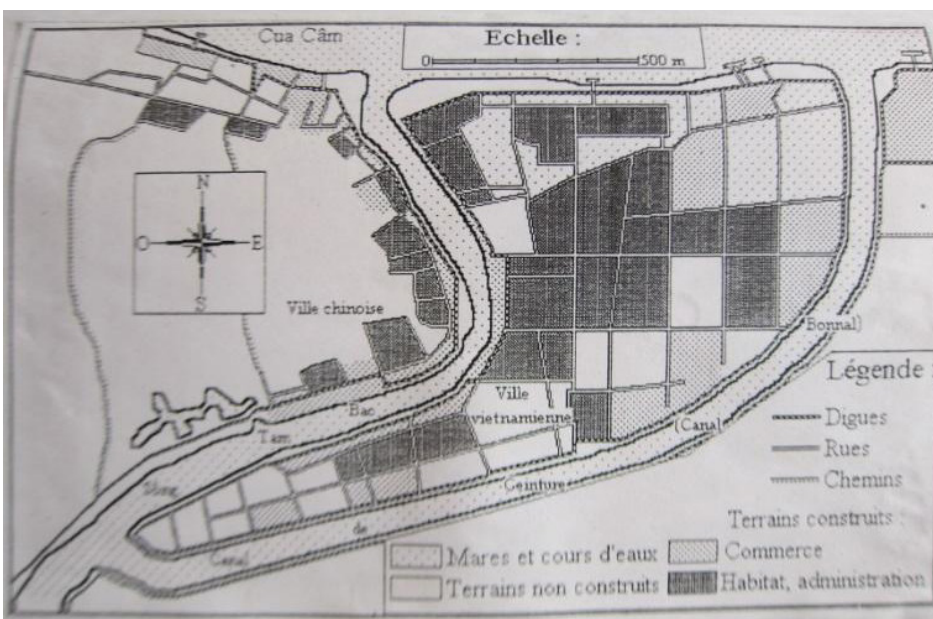 Cua Câm
Echelle :
0 500 m
N
O E
S
Ville chinoise
(Bonnal)
Légende :
Ville
vietnamienne
Bac
Tam
(Canal
Digues
Rues
Chemins
Ceinture
Song
de
Canal
Terrains construits :
Mares et cours d'eaux
Commerce
Terrains non construits
Habitat, administration